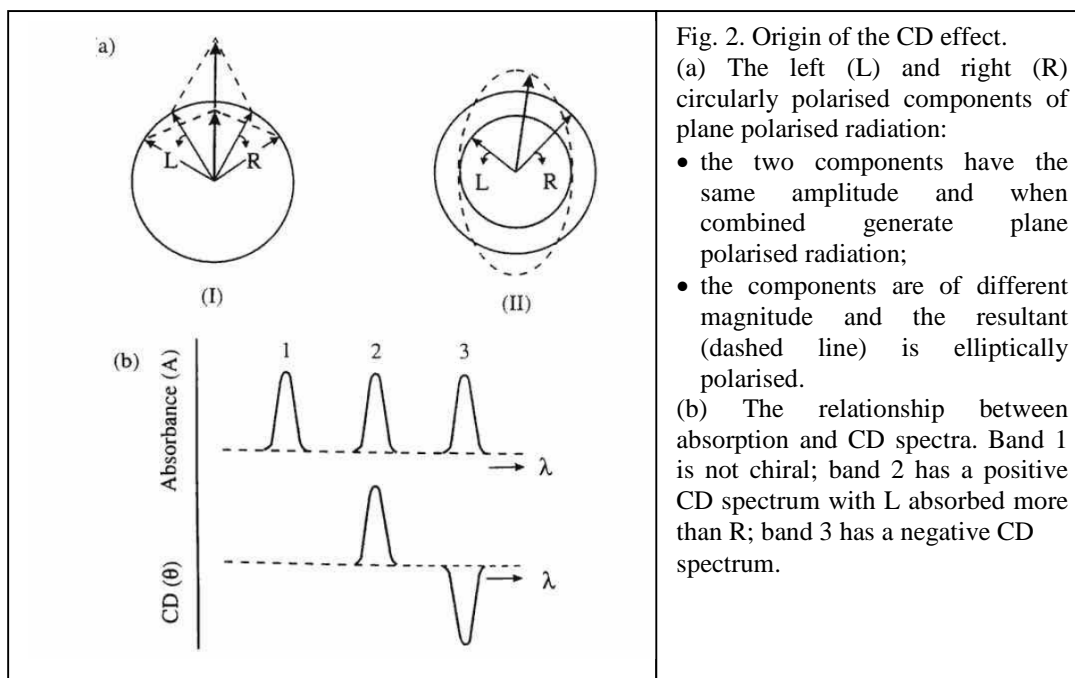 a)
L R L R
(I) (II)
(b) 1 2 3
Absorbance (A)
λ
CD (θ)
λ
Fig. 2. Origin of the CD effect.
(a) The left (L) and right (R)
circularly polarised components of
plane polarised radiation:
• the two components have the
same amplitude and when
combined generate plane
polarised radiation;
• the components are of different
magnitude and the resultant
(dashed line) is elliptically
polarised.
(b) The relationship between
absorption and CD spectra. Band 1
is not chiral; band 2 has a positive
CD spectrum with L absorbed more
than R; band 3 has a negative CD
spectrum.